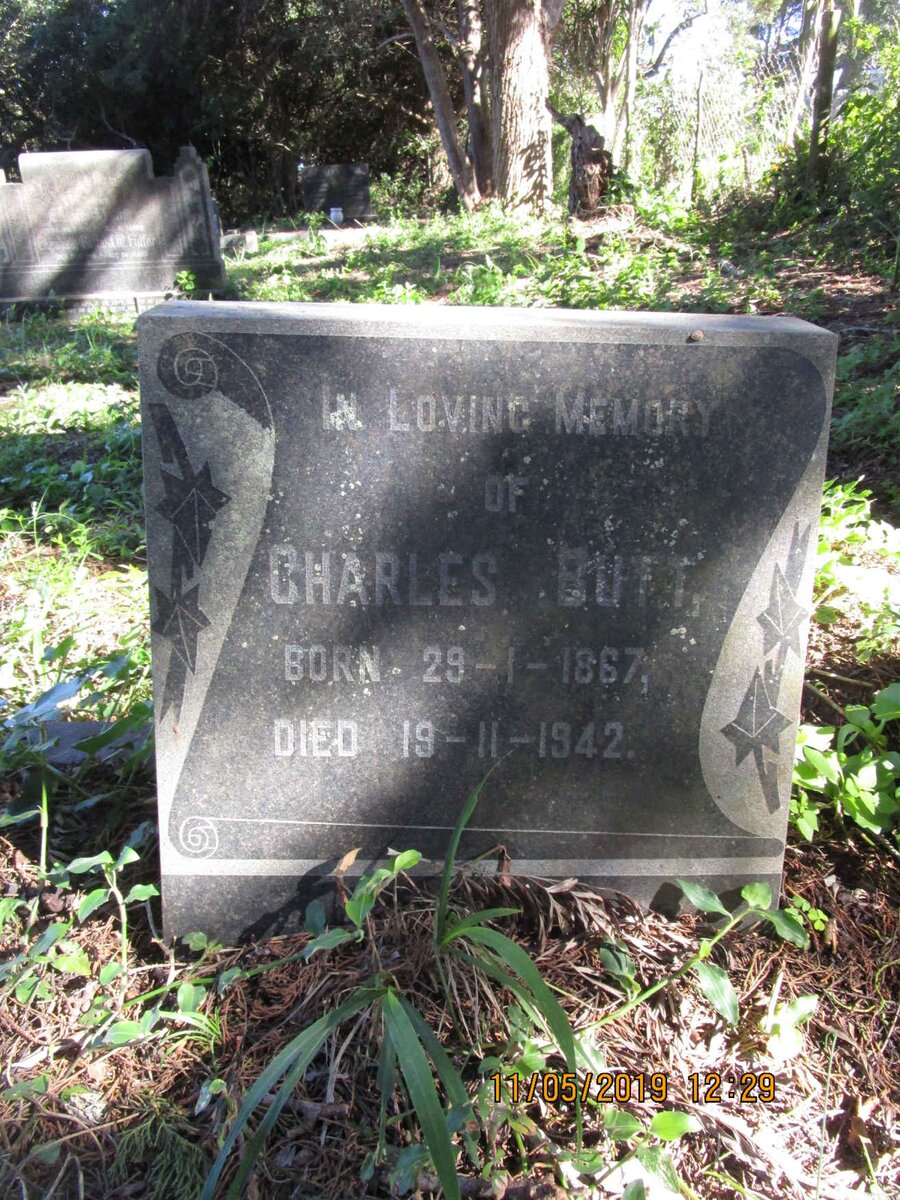 IN LOVING MEMORY
OF
CHARLES BUTT,
BORN 29-1-1867,
DIED 19-11-1942.
11/05/2019 12:29